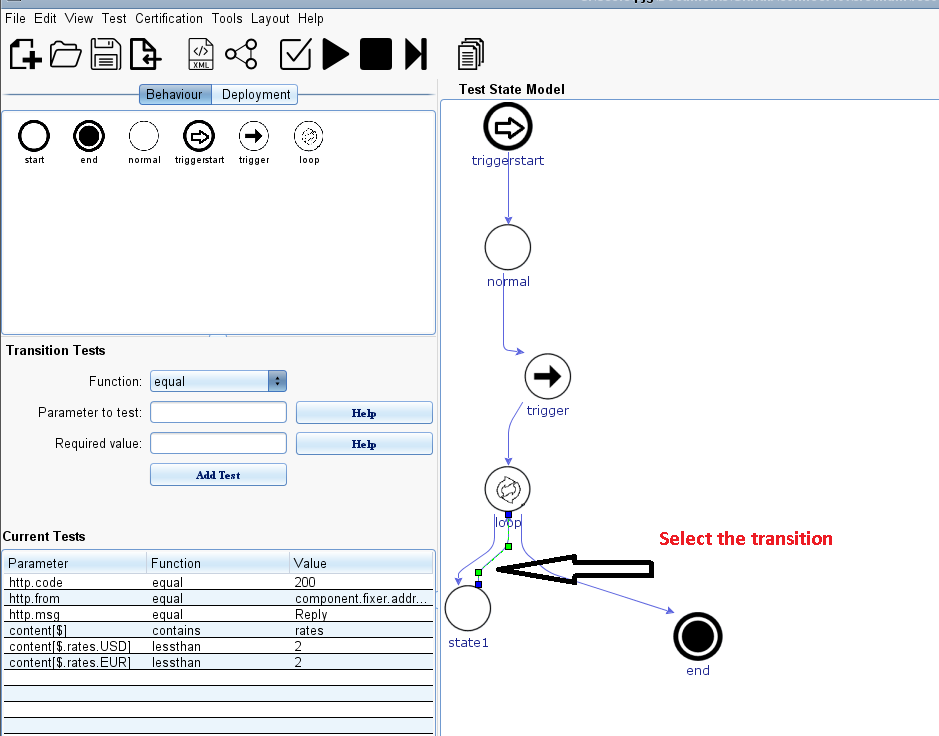 File Edit View Test Certification Tools Layout Help
XML
Behaviour Deployment
Test State Model
start end normal triggerstart trigger loop
triggerstart
normal
Transition Tests
Function: equal
Parameter to test: Help
Required value: Help
Add Test
trigger
loop
Select the transition
Current Tests
Parameter Function Value
http.code equal 200
http.from equal component.fixer.addr...
http.msg equal Reply
content[$] contains rates
content[$.rates.USD] lessthan 2
content[$.rates.EUR] lessthan 2
state1
end